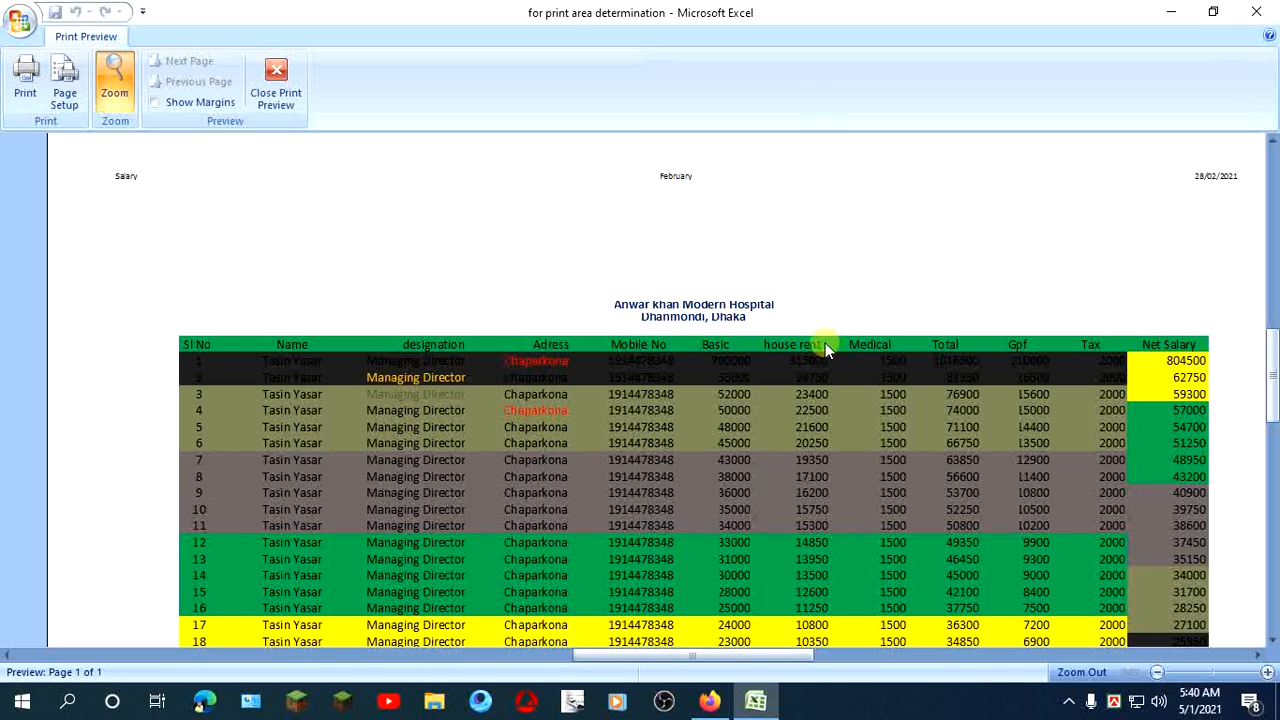 for print area determination - Microsoft Excel
Print Preview
Print
Page Setup
Zoom
Next Page
Previous Page
Show Margins
Close Print Preview
Print
Zoom
Preview
Salary February 28/02/2021
Anwar khan Modern Hospital
Dhanmondi, Dhaka
Sl No Name designation Adress Mobile No Basic house rent Medical Total Gpf Tax Net Salary
1 Tasin Yasar Managing Director Chaparkona 1914478348 1500 2000 804500
2 Tasin Yasar Managing Director Chaparkona 1914478348 55000 24750 1500 81250 16500 2000 62750
3 Tasin Yasar Managing Director Chaparkona 1914478348 52000 23400 1500 76900 15600 2000 59300
4 Tasin Yasar Managing Director Chaparkona 1914478348 50000 22500 1500 74000 15000 2000 57000
5 Tasin Yasar Managing Director Chaparkona 1914478348 48000 21600 1500 71100 14400 2000 54700
6 Tasin Yasar Managing Director Chaparkona 1914478348 45000 20250 1500 66750 13500 2000 51250
7 Tasin Yasar Managing Director Chaparkona 1914478348 43000 19350 1500 63850 12900 2000 48950
8 Tasin Yasar Managing Director Chaparkona 1914478348 38000 17100 1500 56600 11400 2000 43200
9 Tasin Yasar Managing Director Chaparkona 1914478348 36000 16200 1500 53700 10800 2000 40900
10 Tasin Yasar Managing Director Chaparkona 1914478348 35000 15750 1500 52250 10500 2000 39750
11 Tasin Yasar Managing Director Chaparkona 1914478348 34000 15300 1500 50800 10200 2000 38600
12 Tasin Yasar Managing Director Chaparkona 1914478348 33000 14850 1500 49350 9900 2000 37450
13 Tasin Yasar Managing Director Chaparkona 1914478348 31000 13950 1500 46450 9300 2000 35150
14 Tasin Yasar Managing Director Chaparkona 1914478348 30000 13500 1500 45000 9000 2000 34000
15 Tasin Yasar Managing Director Chaparkona 1914478348 28000 12600 1500 42100 8400 2000 31700
16 Tasin Yasar Managing Director Chaparkona 1914478348 25000 11250 1500 37750 7500 2000 28250
17 Tasin Yasar Managing Director Chaparkona 1914478348 24000 10800 1500 36300 7200 2000 27100
18 Tasin Yasar Managing Director Chaparkona 1914478348 23000 10350 1500 34850 6900 2000 25950
Preview: Page 1 of 1
Zoom Out
5:40 AM
5/1/2021